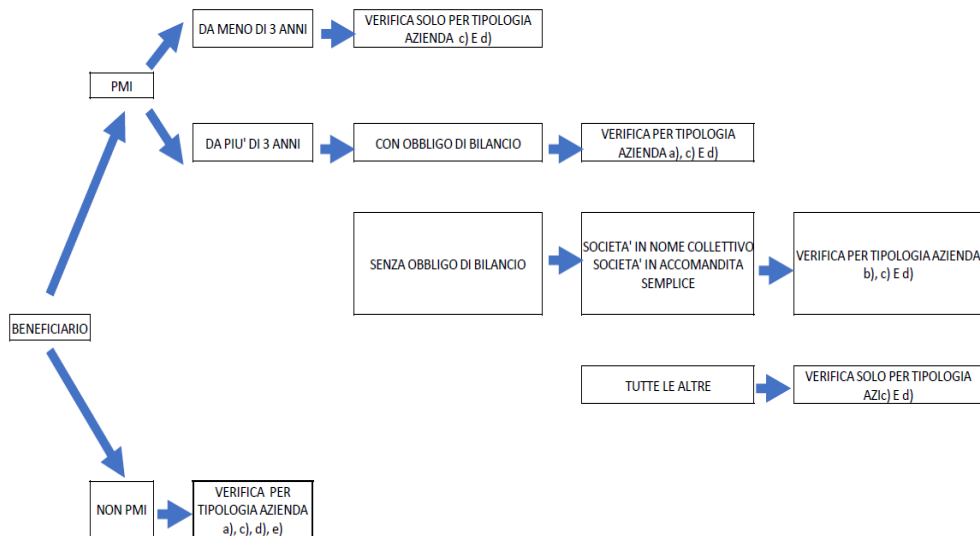 DA MENO DI 3 ANNI
VERIFICA SOLO PER TIPOLOGIA
AZIENDA c) E d)
PMI
DA PIU' DI 3 ANNI
CON OBBLIGO DI BILANCIO
VERIFICA PER TIPOLOGIA
AZIENDA a), c) E d)
SENZA OBBLIGO DI BILANCIO
SOCIETA' IN NOME COLLETTIVO
SOCIETA' IN ACCOMANDITA
SEMPLICE
VERIFICA PER TIPOLOGIA AZIENDA
b), c) E d)
BENEFICIARIO
TUTTE LE ALTRE
VERIFICA SOLO PER TIPOLOGIA
AZIc) E d)
NON PMI
VERIFICA PER
TIPOLOGIA AZIENDA
a), c), d), e)